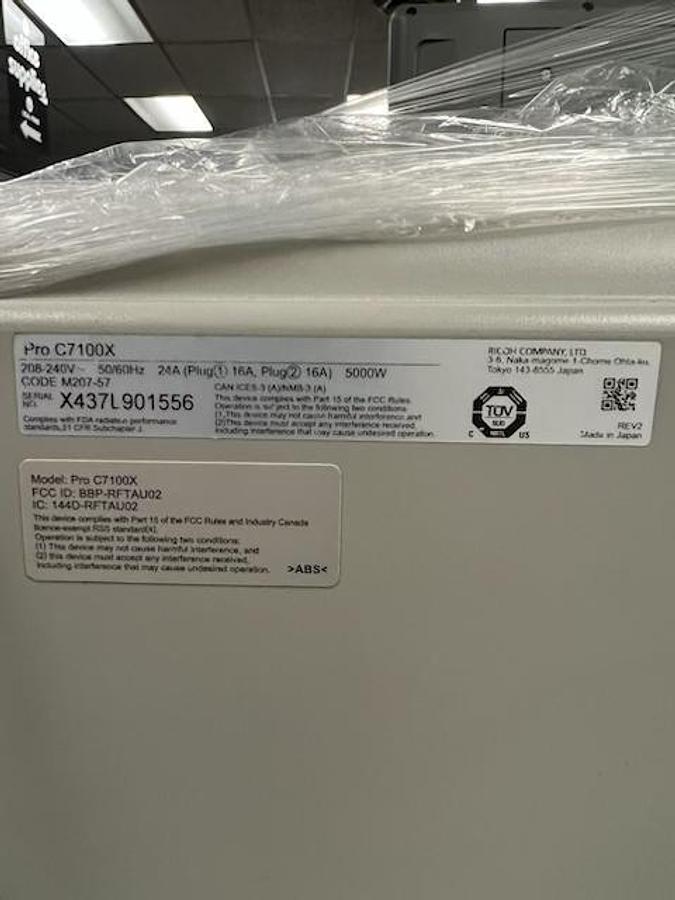 office
supplies
Pro C7100X
208-240V~ 50/60Hz 24A (Plug① 16A, Plug② 16A) 5000W
CODE M207-57
SERIAL NO. X437L901556
Complies with FDA radiation performance
standards,21 CFR Subchapter J.
CAN ICES-3 (A)/NMB-3 (A)
This device complies with Part 15 of the FCC Rules.
Operation is subject to the following two conditions:
(1)This device may not cause harmful interference
(2)This device must accept any interference received,
including interference that may cause undesired operation.
TÜV
SUD
C NRTL US
RICOH COMPANY, LTD.
3-6, Naka-magome 1-Chome Ohta-ku,
Tokyo 143-8555 Japan
REV2
Made in Japan
Model: Pro C7100X
FCC ID: BBP-RFTAU02
IC: 144D-RFTAU02
This device complies with Part 15 of the FCC Rules and Industry Canada
licence-exempt RSS standard(s).
Operation is subject to the following two conditions:
(1) This device may not cause harmful interference, and
(2) this device must accept any interference received,
including interference that may cause undesired operation.
>ABS<